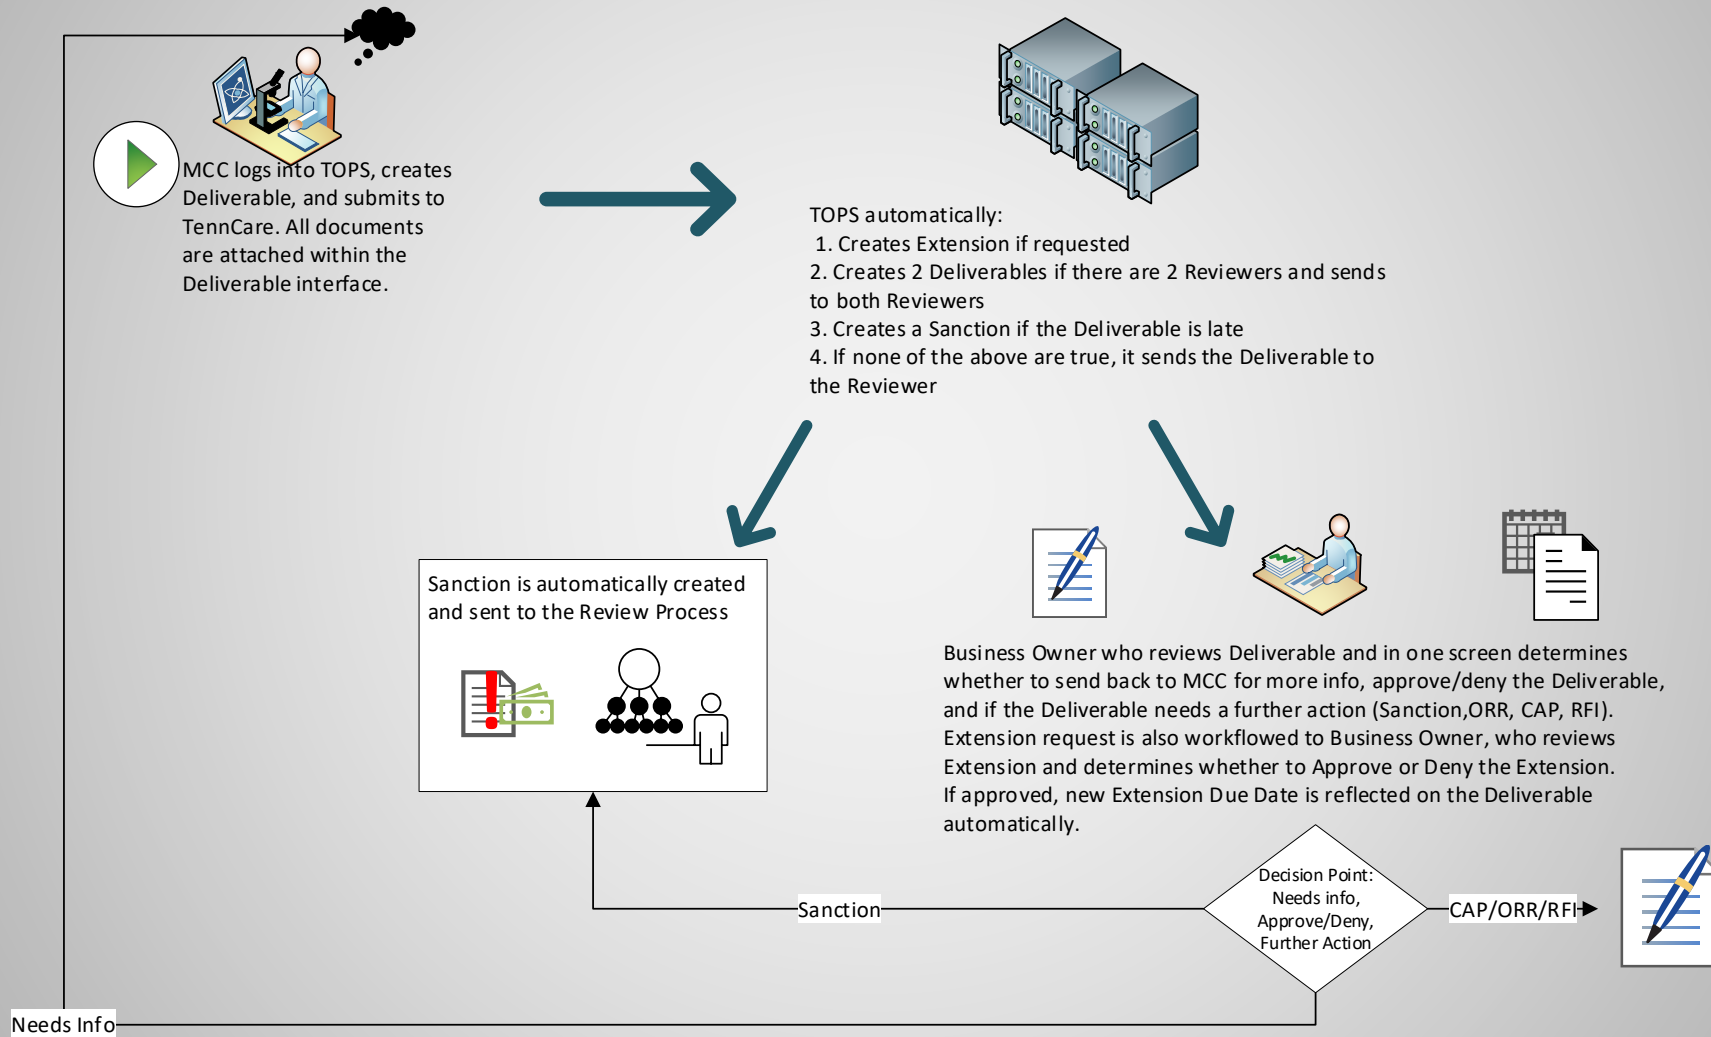 MCC logs into TOPS, creates
Deliverable, and submits to
TennCare. All documents
are attached within the
Deliverable interface.
TOPS automatically:
1. Creates Extension if requested
2. Creates 2 Deliverables if there are 2 Reviewers and sends
to both Reviewers
3. Creates a Sanction if the Deliverable is late
4. If none of the above are true, it sends the Deliverable to
the Reviewer
Sanction is automatically created
and sent to the Review Process
Business Owner who reviews Deliverable and in one screen determines
whether to send back to MCC for more info, approve/deny the Deliverable,
and if the Deliverable needs a further action (Sanction,ORR, CAP, RFI).
Extension request is also workflowed to Business Owner, who reviews
Extension and determines whether to Approve or Deny the Extension.
If approved, new Extension Due Date is reflected on the Deliverable
automatically.
Decision Point:
Needs info,
Approve/Deny,
Further Action
Sanction
CAP/ORR/RFI
Needs Info